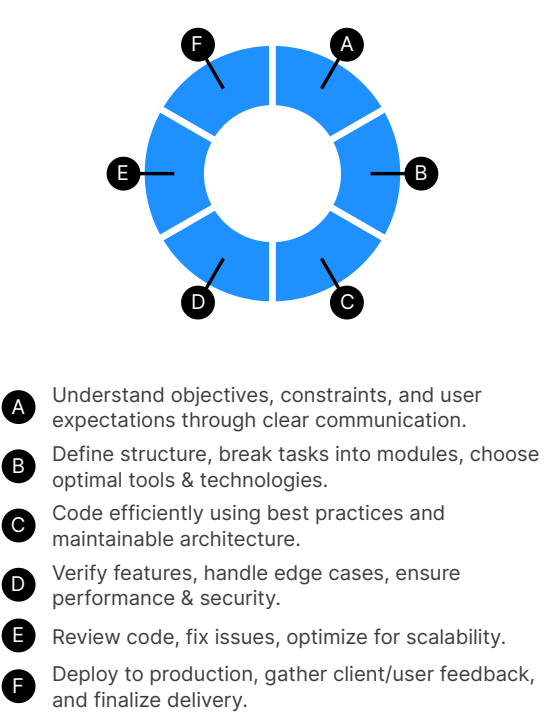 F
A
E
B
D
C
A
Understand objectives, constraints, and user
expectations through clear communication.
B
Define structure, break tasks into modules, choose
optimal tools & technologies.
C
Code efficiently using best practices and
maintainable architecture.
D
Verify features, handle edge cases, ensure
performance & security.
E
Review code, fix issues, optimize for scalability.
F
Deploy to production, gather client/user feedback,
and finalize delivery.